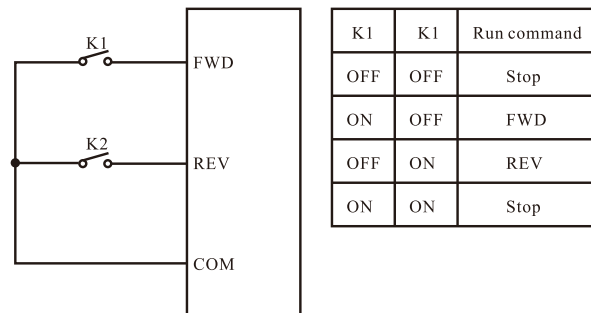 K1
FWD
K2
REV
COM
K1 K1 Run command
OFF OFF Stop
ON OFF FWD
OFF ON REV
ON ON Stop